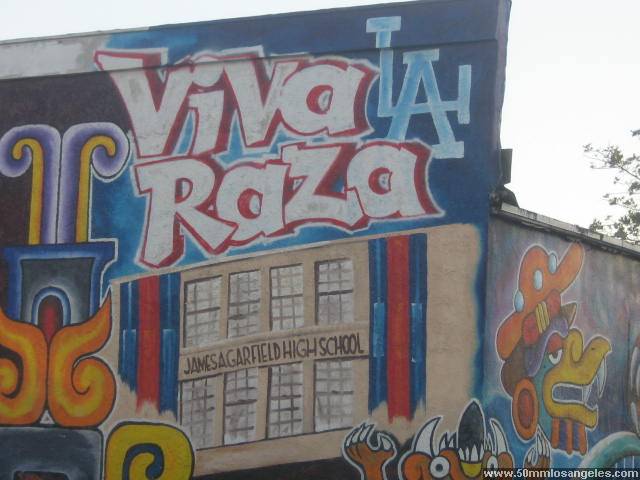 VIVA LA
RAZA
JAMES A GARFIELD HIGH SCHOOL
www.50mmlosangeles.com